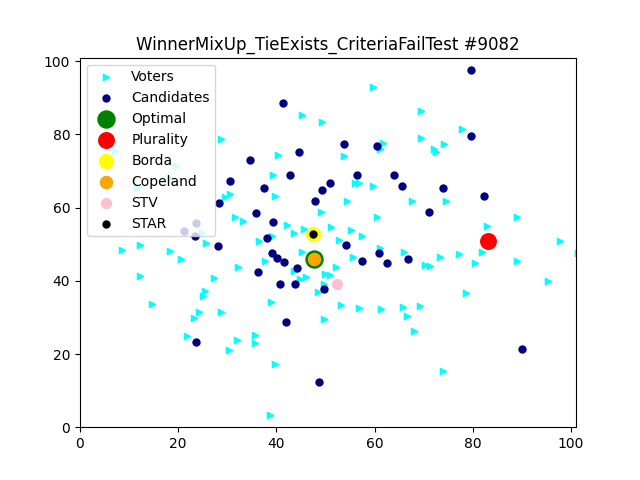 WinnerMixUp_TieExists_CriteriaFailTest #9082
100
80
60
40
20
0
0
20
40
60
80
100
Voters
Candidates
Optimal
Plurality
Borda
Copeland
STV
STAR